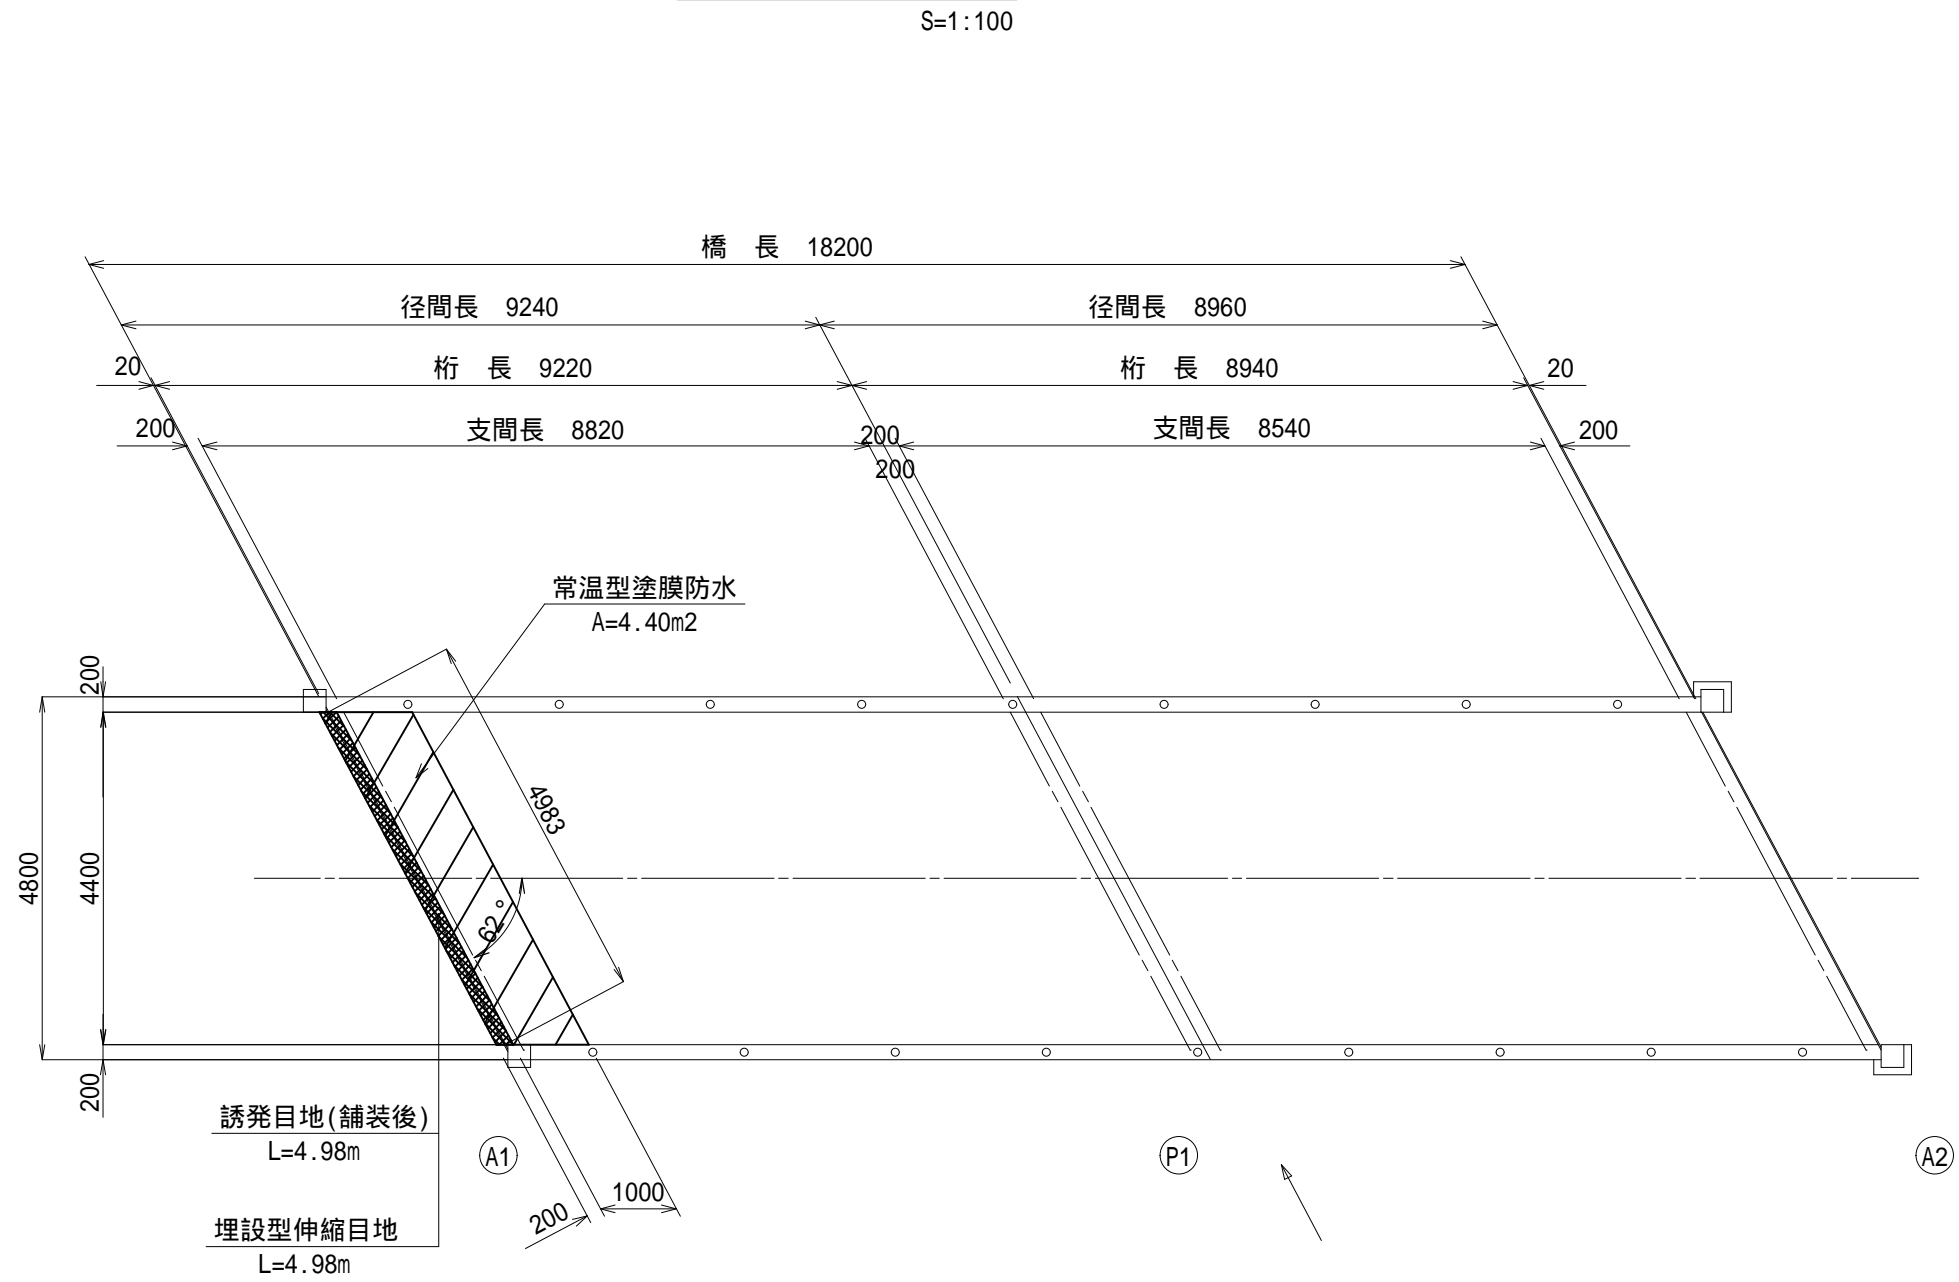 S=1:100
橋　長　18200
径間長　9240
径間長　8960
20
桁　長　9220
桁　長　8940
20
200
支間長　8820
200
支間長　8540
200
200
常温型塗膜防水
A=4.40m2
200
4983
4800
4400
62°
200
誘発目地(舗装後)
L=4.98m
A1
P1
A2
1000
200
埋設型伸縮目地
L=4.98m